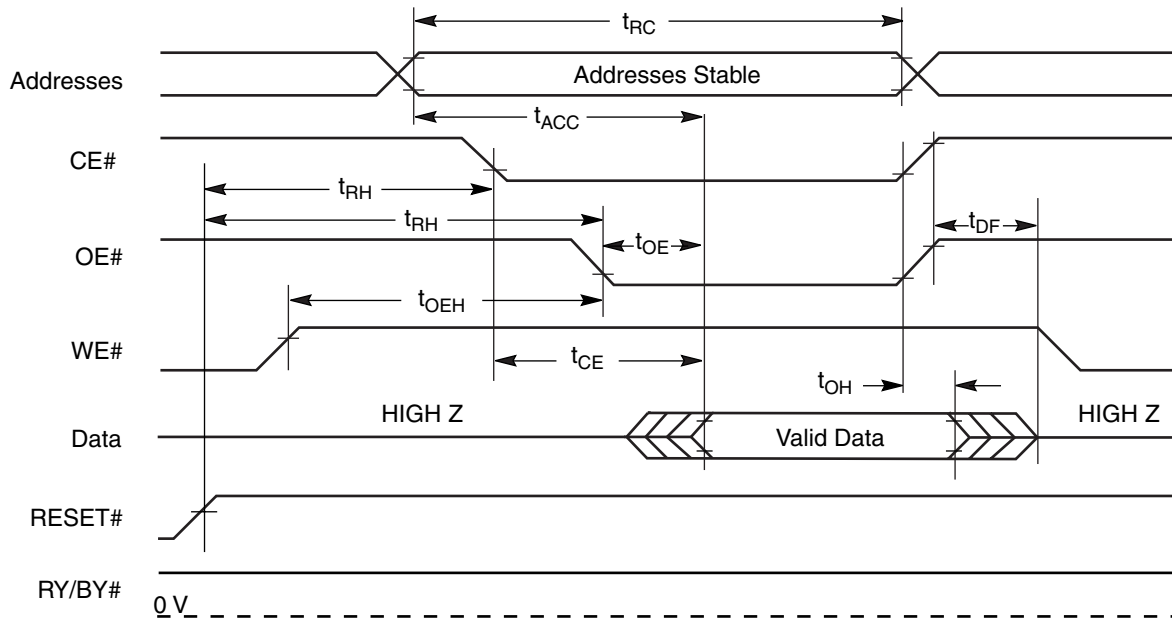 tRC
Addresses
Addresses Stable
tACC
CE#
tRH
tRH
tDF
OE#
tOE
tOEH
WE#
tCE
tOH
HIGH Z
HIGH Z
Data
Valid Data
RESET#
RY/BY#
0 V